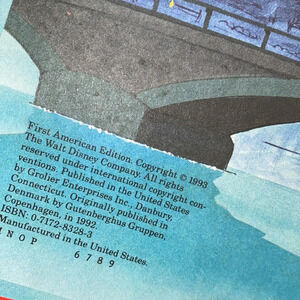 First American Edition. Copyright © 1993
The Walt Disney Company. All rights
reserved under international copyright con-
ventions. Published in the United States
by Grolier Enterprises Inc., Danbury,
Connecticut. Originally published in
Denmark by Gutenberghus Gruppen,
Copenhagen, in 1992.
ISBN: 0-7172-8328-3
Manufactured in the United States.
M N O P 6 7 8 9